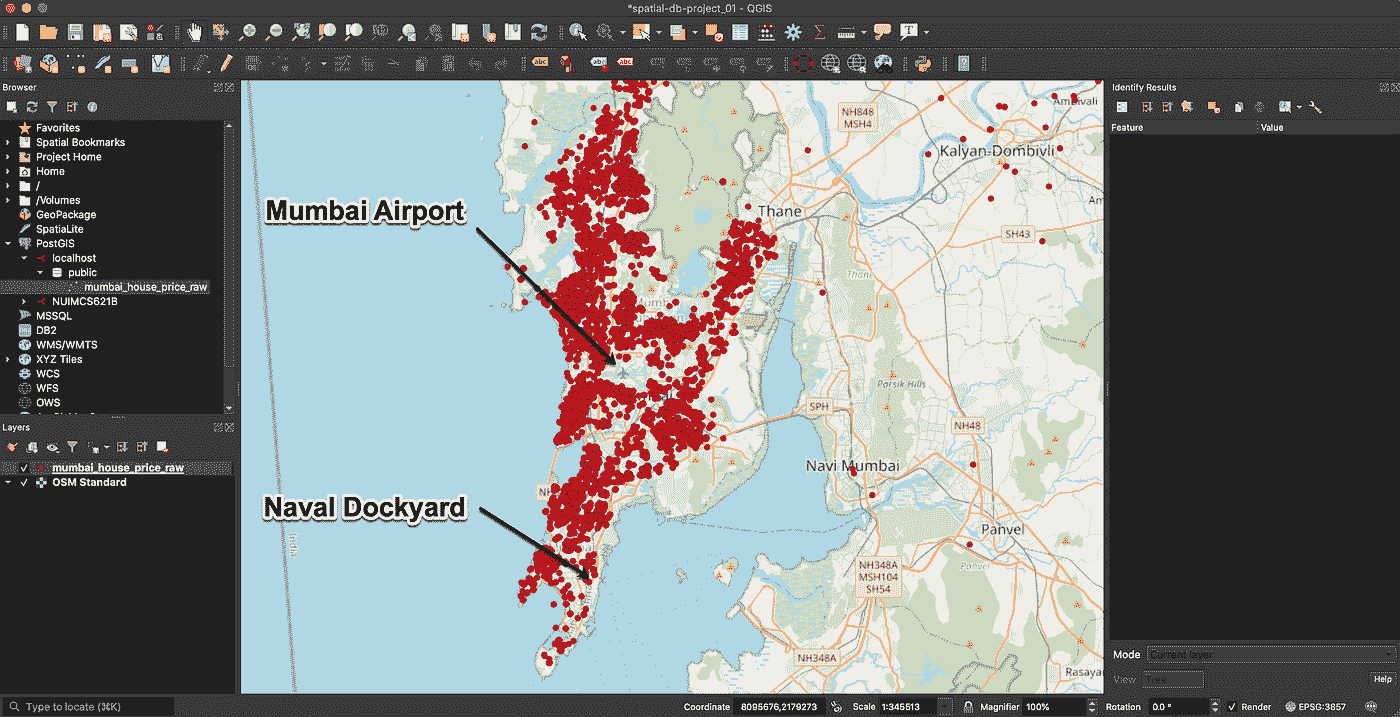 *spatial-db-project_01 - QGIS
Browser
Favorites
Spatial Bookmarks
Project Home
Home
/
/Volumes
GeoPackage
SpatiaLite
PostGIS
localhost
public
mumbai_house_price_raw
NUIMCS621B
MSSQL
DB2
WMS/WMTS
XYZ Tiles
WCS
WFS
OWS
Layers
mumbai_house_price_raw
OSM Standard
Type to locate (⌘K)
Mumbai Airport
Naval Dockyard
NH848
MSH4
Ambivali
Kalyan-Dombivli
Thane
SH43
Thane
Parsik Hills
SPH
NH48
Navi Mumbai
Panvel
Panvel
NH348A
MSH104
SH54
NH348A
India
Identify Results
Feature Value
Mode Current layer
View Tree
Help
Coordinate 8095676,2179273 Scale 1:345513 Magnifier 100% Rotation 0.0 ° Render EPSG:3857